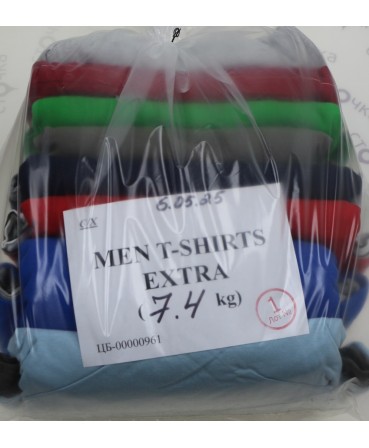 6.05.25
С/Х
MEN T-SHIRTS
EXTRA
(7.4 kg)
1
ЦБ-00000961